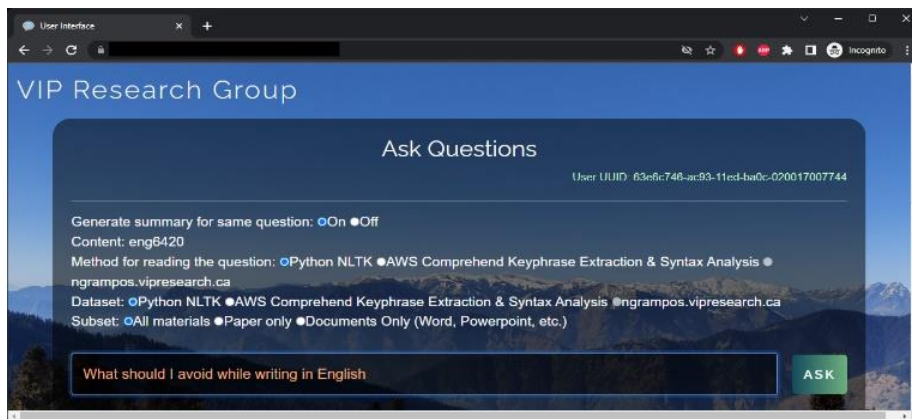 User Interface
Incognito
VIP Research Group
Ask Questions
User UUID: 63e6c746-ac93-11ed-ba0c-020017007744
Generate summary for same question: On Off
Content: eng6420
Method for reading the question: Python NLTK AWS Comprehend Keyphrase Extraction & Syntax Analysis
ngrampos.vipresearch.ca
Dataset: Python NLTK AWS Comprehend Keyphrase Extraction & Syntax Analysis ngrampos.vipresearch.ca
Subset: All materials Paper only Documents Only (Word, Powerpoint, etc.)
What should I avoid while writing in English
ASK